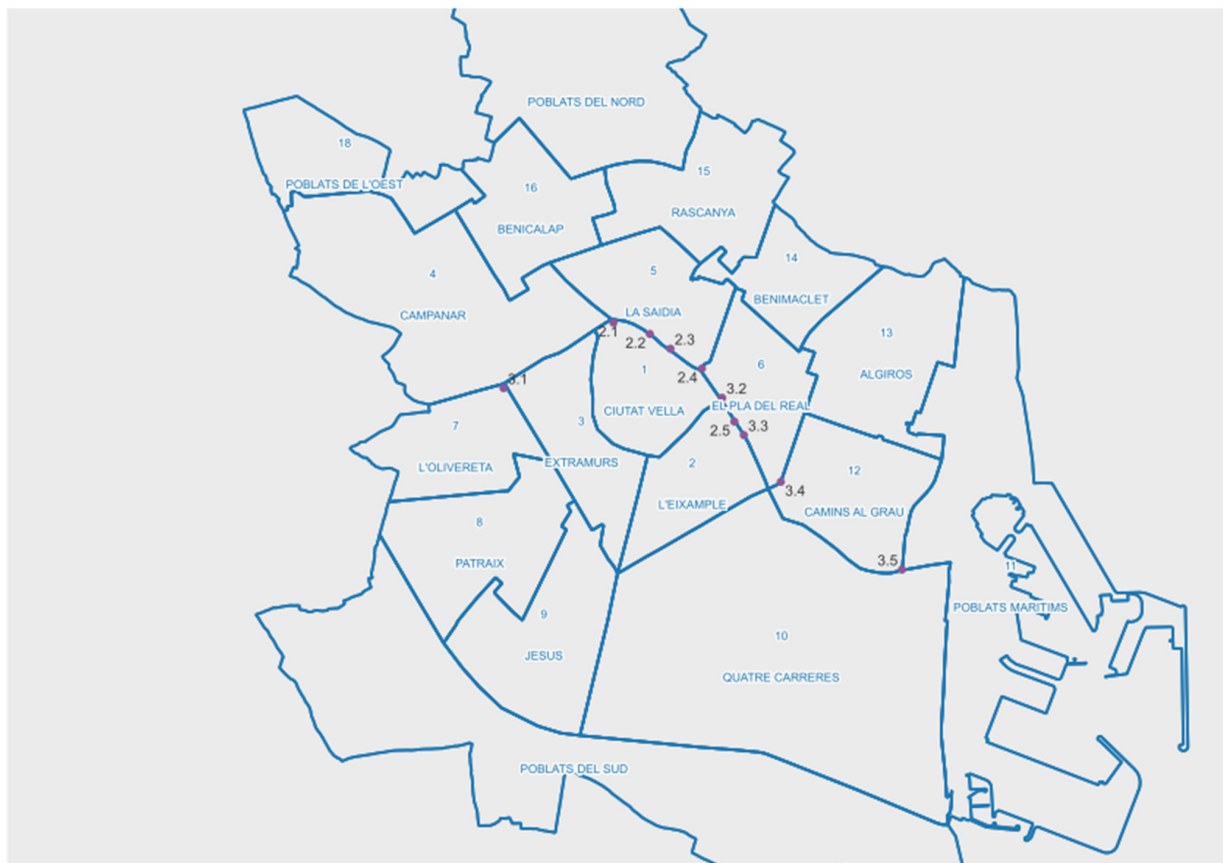 POBLATS DEL NORD
18
15
POBLATS DE L'OEST
16
RASCANYA
BENICALAP
14
4
5
BENIMACLET
CAMPANAR
LA SAIDIA
13
2.1
2.2
2.3
ALGIROS
1
6
2.4
3.1
3.2
CIUTAT VELLA
EL PLA DEL REAL
3
7
2.5
3.3
L'OLIVERETA
EXTRAMURS
2
12
3.4
L'EIXAMPLE
CAMINS AL GRAU
8
PATRAIX
3.5
11
POBLATS MARITIMS
9
10
JESUS
QUATRE CARRERES
POBLATS DEL SUD